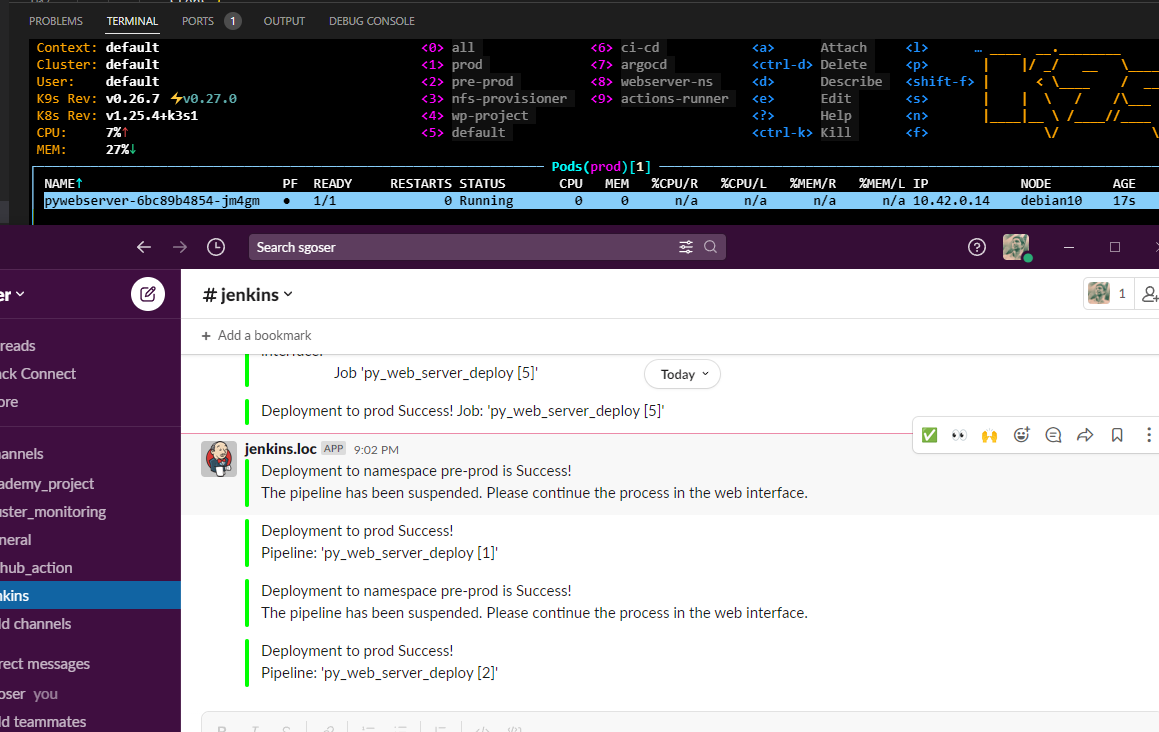 PROBLEMS TERMINAL PORTS 1 OUTPUT DEBUG CONSOLE
Context: default <0> all <6> ci-cd <a> Attach <l> …
Cluster: default <1> prod <7> argocd <ctrl-d> Delete <p>
User: default <2> pre-prod <8> webserver-ns <d> Describe <shift-f>
K9s Rev: v0.26.7 ⚡v0.27.0 <3> nfs-provisioner <9> actions-runner <e> Edit <s>
K8s Rev: v1.25.4+k3s1 <4> wp-project <?> Help <n>
CPU: 7%↑ <5> default <ctrl-k> Kill <f>
MEM: 27%↓
Pods(prod)[1]
NAME↑ PF READY RESTARTS STATUS CPU MEM %CPU/R %CPU/L %MEM/R %MEM/L IP NODE AGE
pywebserver-6bc89b4854-jm4gm ● 1/1 0 Running 0 0 n/a n/a n/a n/a 10.42.0.14 debian10 17s
Search sgoser
er
# jenkins
1
+ Add a bookmark
reads
ack Connect
ore
annels
ademy_project
uster_monitoring
neral
hub_action
nkins
ld channels
rect messages
oser you
ld teammates
interface.
Job 'py_web_server_deploy [5]'
Today
Deployment to prod Success! Job: 'py_web_server_deploy [5]'
jenkins.loc APP 9:02 PM
Deployment to namespace pre-prod is Success!
The pipeline has been suspended. Please continue the process in the web interface.
Deployment to prod Success!
Pipeline: 'py_web_server_deploy [1]'
Deployment to namespace pre-prod is Success!
The pipeline has been suspended. Please continue the process in the web interface.
Deployment to prod Success!
Pipeline: 'py_web_server_deploy [2]'